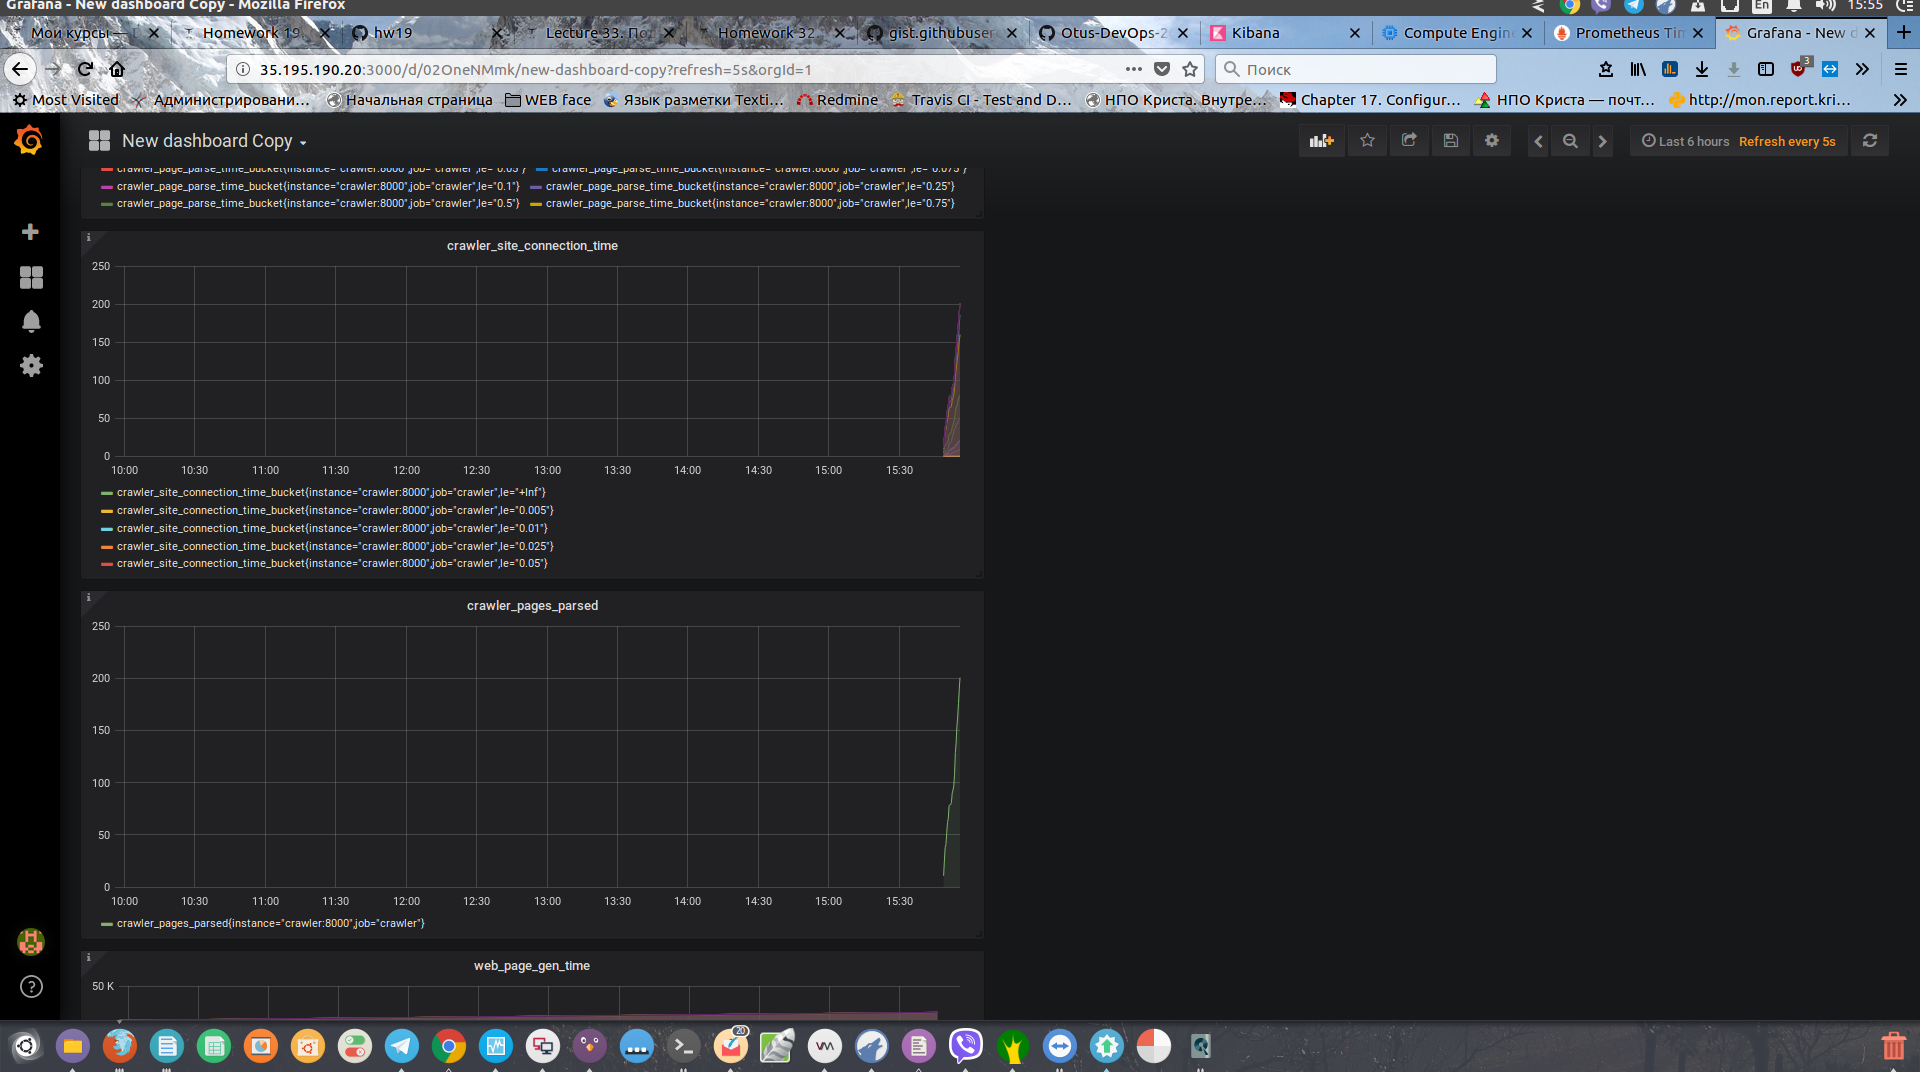 Grafana - New dashboard Copy - Mozilla Firefox
En 15:55
Мои курсы — Homework 19 hw19 Lecture 33. По Homework 32. gist.githubuser Otus-DevOps-2 Kibana Compute Engin Prometheus Tim Grafana - New d
35.195.190.20:3000/d/02OneNMmk/new-dashboard-copy?refresh=5s&orgId=1
Поиск
3
Most Visited Администрировани… Начальная страница WEB face Язык разметки Texti… Redmine Travis CI - Test and D… НПО Криста. Внутре… Chapter 17. Configur… НПО Криста — почт… http://mon.report.kri…
New dashboard Copy
Last 6 hours Refresh every 5s
crawler_page_parse_time_bucket{instance="crawler:8000",job="crawler",le="0.05"} crawler_page_parse_time_bucket{instance="crawler:8000",job="crawler",le="0.075"}
crawler_page_parse_time_bucket{instance="crawler:8000",job="crawler",le="0.1"} crawler_page_parse_time_bucket{instance="crawler:8000",job="crawler",le="0.25"}
crawler_page_parse_time_bucket{instance="crawler:8000",job="crawler",le="0.5"} crawler_page_parse_time_bucket{instance="crawler:8000",job="crawler",le="0.75"}
crawler_site_connection_time
250
200
150
100
50
0
10:00 10:30 11:00 11:30 12:00 12:30 13:00 13:30 14:00 14:30 15:00 15:30
crawler_site_connection_time_bucket{instance="crawler:8000",job="crawler",le="+Inf"}
crawler_site_connection_time_bucket{instance="crawler:8000",job="crawler",le="0.005"}
crawler_site_connection_time_bucket{instance="crawler:8000",job="crawler",le="0.01"}
crawler_site_connection_time_bucket{instance="crawler:8000",job="crawler",le="0.025"}
crawler_site_connection_time_bucket{instance="crawler:8000",job="crawler",le="0.05"}
crawler_pages_parsed
250
200
150
100
50
0
10:00 10:30 11:00 11:30 12:00 12:30 13:00 13:30 14:00 14:30 15:00 15:30
crawler_pages_parsed{instance="crawler:8000",job="crawler"}
web_page_gen_time
50 K
20